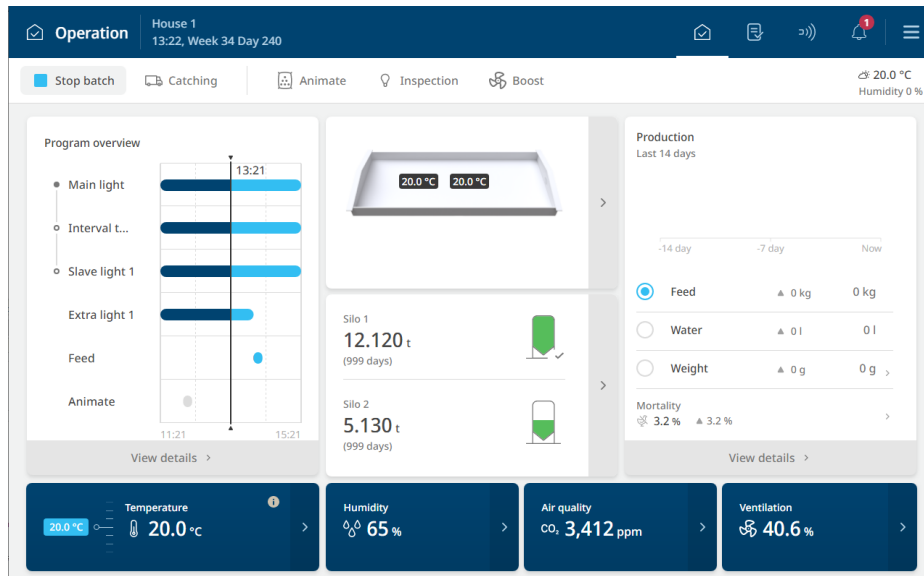 Operation
House 1
13:22, Week 34 Day 240
1
Stop batch
Catching
Animate
Inspection
Boost
20.0 °C
Humidity 0 %
Program overview
13:21
Main light
Interval t...
Slave light 1
Extra light 1
Feed
Animate
11:21
15:21
View details
20.0 °C
20.0 °C
Silo 1
12.120 t
(999 days)
Silo 2
5.130 t
(999 days)
Production
Last 14 days
-14 day
-7 day
Now
Feed ▲ 0 kg 0 kg
Water ▲ 0 l 0 l
Weight ▲ 0 g 0 g
Mortality
3.2 % ▲ 3.2 %
View details
20.0 °C
Temperature
20.0 °C
Humidity
65 %
Air quality
CO₂ 3,412 ppm
Ventilation
40.6 %